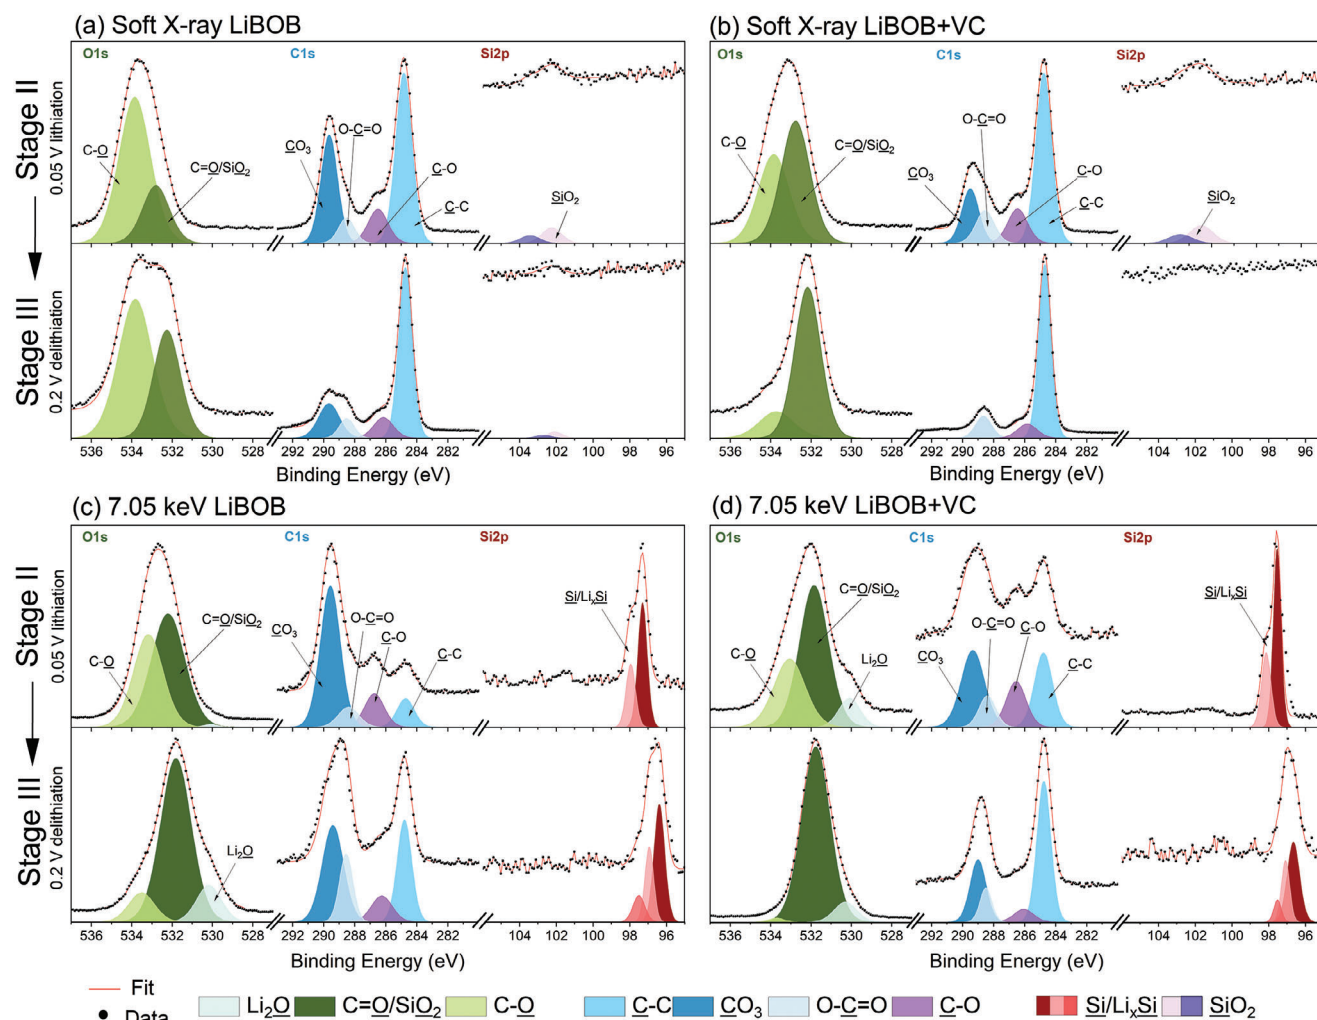 (a) Soft X-ray LiBOB
(b) Soft X-ray LiBOB+VC
Stage II
0.05 V lithiation
O1s
C1s
Si2p
C-O
C=O/SiO2
CO3
O-C=O
C-O
C-C
SiO2
O1s
C1s
Si2p
C-O
C=O/SiO2
CO3
O-C=O
C-O
C-C
SiO2
Stage III
0.2 V delithiation
536 534 532 530 528 292 290 288 286 284 282 104 102 100 98 96
Binding Energy (eV)
536 534 532 530 528 292 290 288 286 284 282 104 102 100 98 96
Binding Energy (eV)
(c) 7.05 keV LiBOB
(d) 7.05 keV LiBOB+VC
Stage II
0.05 V lithiation
O1s
C1s
Si2p
C-O
C=O/SiO2
CO3
O-C=O
C-O
C-C
Si/LixSi
O1s
C1s
Si2p
C-O
C=O/SiO2
Li2O
CO3
O-C=O
C-O
C-C
Si/LixSi
Stage III
0.2 V delithiation
Li2O
536 534 532 530 528 292 290 288 286 284 282 104 102 100 98 96
Binding Energy (eV)
536 534 532 530 528 292 290 288 286 284 282 104 102 100 98 96
Binding Energy (eV)
Fit
Data
Li2O C=O/SiO2 C-O C-C CO3 O-C=O C-O Si/LixSi SiO2